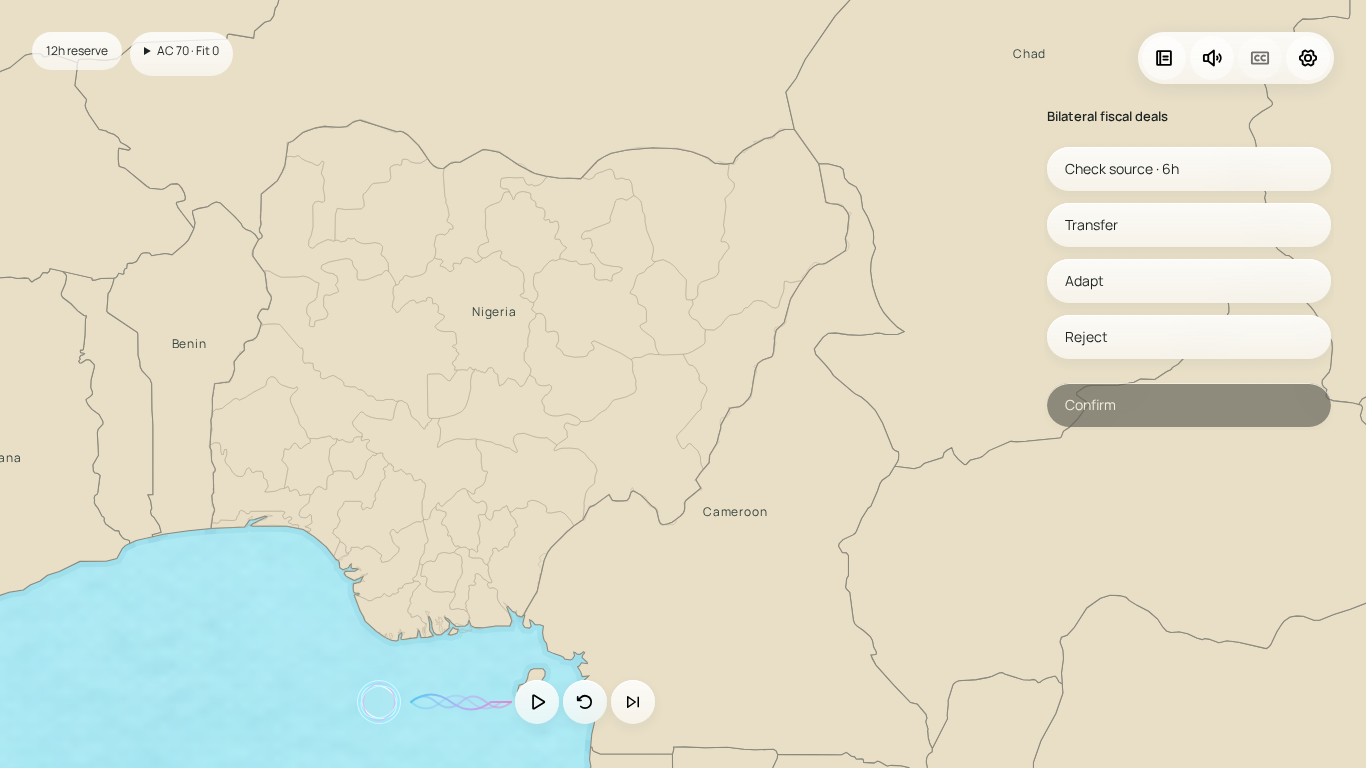 12h reserve
▶ AC 70 · Fit 0
Chad
CC
Bilateral fiscal deals
Check source · 6h
Transfer
Adapt
Reject
Confirm
Nigeria
Benin
ana
Cameroon